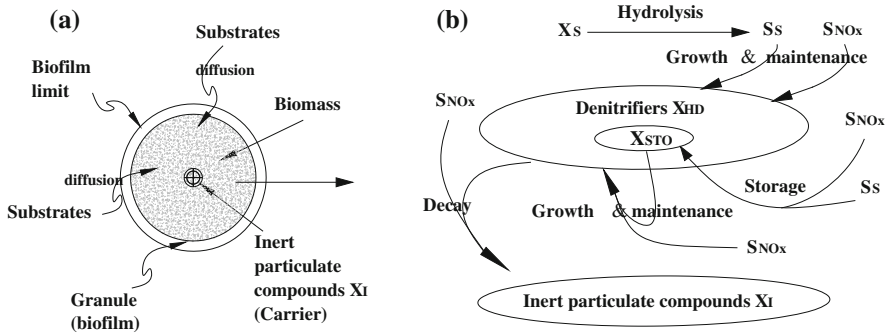 (a)
Substrates
diffusion
Biofilm
limit
Biomass
diffusion
Substrates
Granule
(biofilm)
Inert
particulate
compounds XI
(Carrier)
(b)
Hydrolysis
XS
SS
SNOx
Growth & maintenance
SNOx
Denitrifiers XHD
XSTO
SNOx
Storage
SS
Decay
Growth & maintenance
SNOx
Inert particulate compounds XI